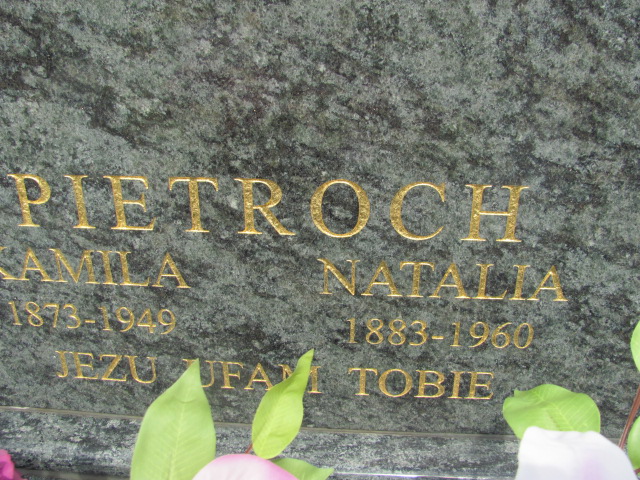 PIETROCH
KAMILA NATALIA
1873-1949 1883-1960
JEZU UFAM TOBIE